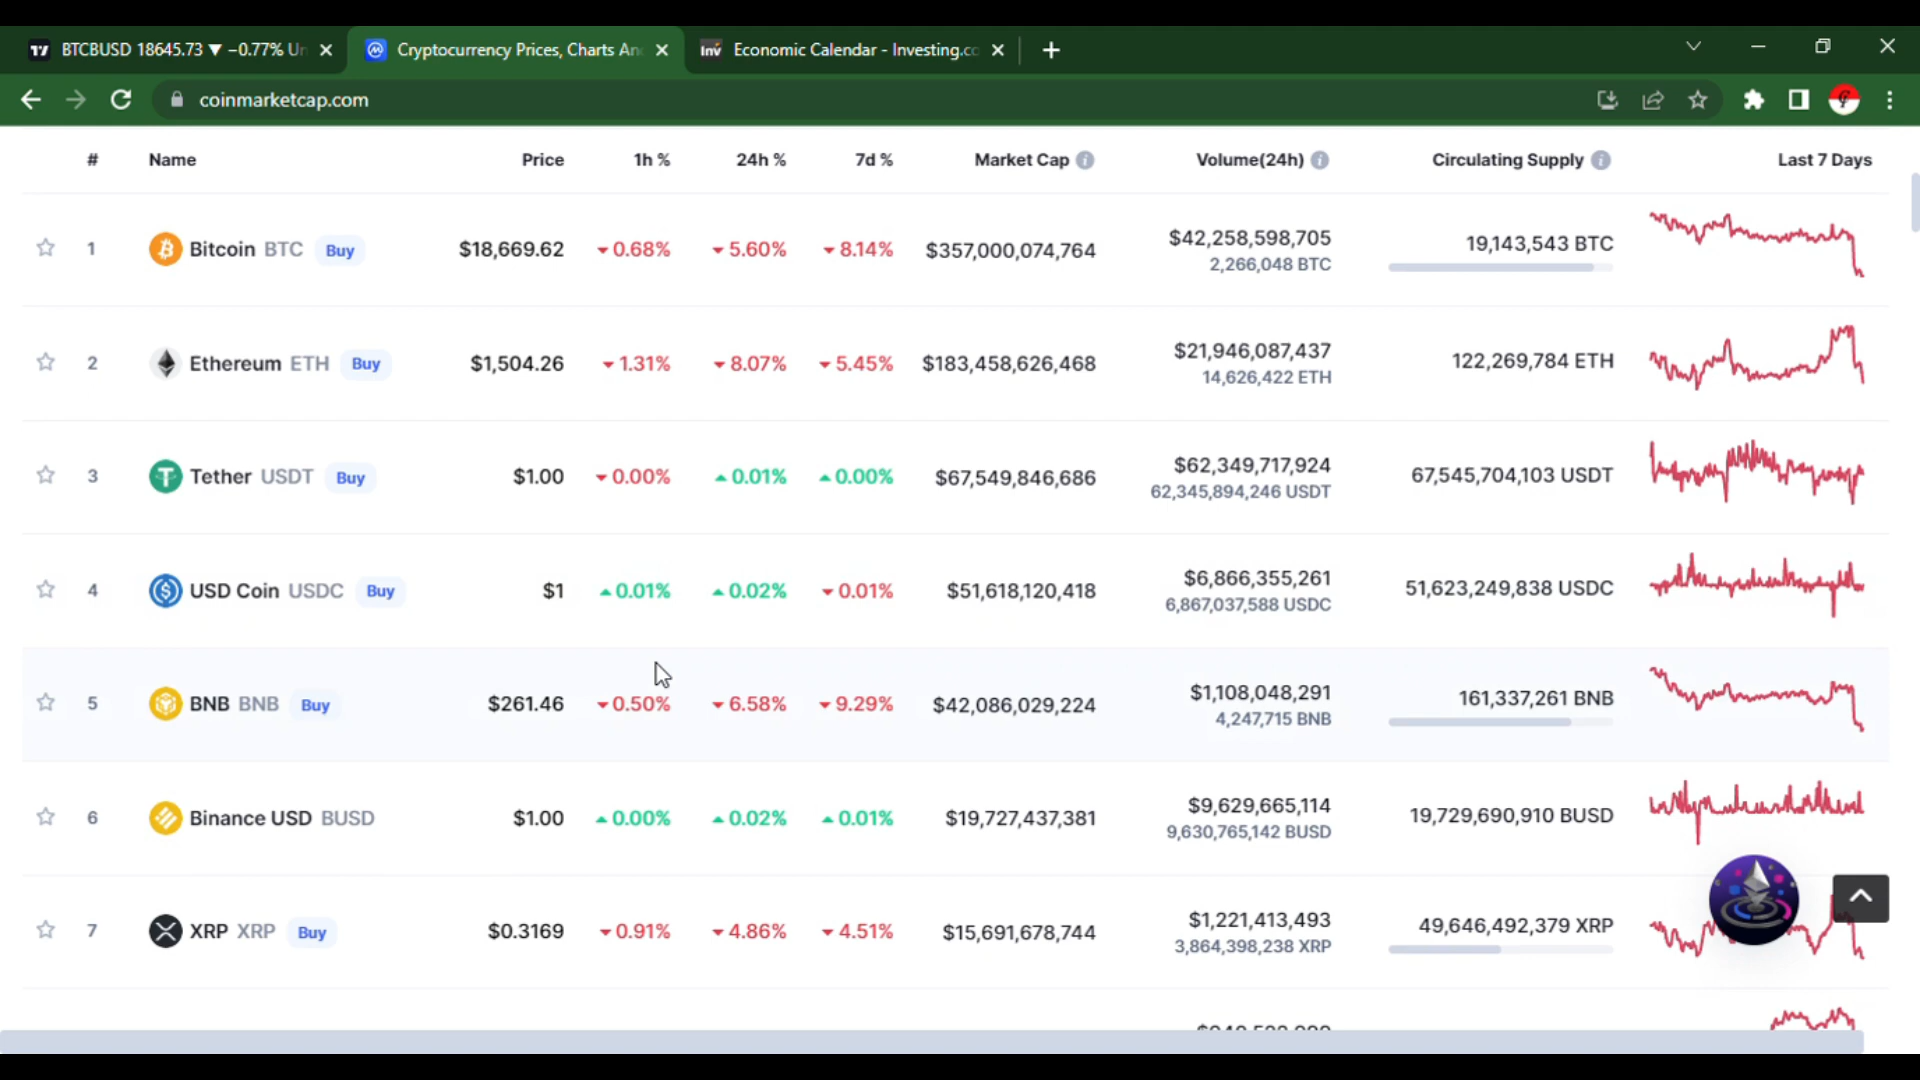 BTCBUSD 18645.73 ▼ −0.77% Un
Cryptocurrency Prices, Charts An
Inv Economic Calendar - Investing.co
coinmarketcap.com
# Name Price 1h % 24h % 7d % Market Cap Volume(24h) Circulating Supply Last 7 Days
1 Bitcoin BTC Buy $18,669.62 0.68% 5.60% 8.14% $357,000,074,764 $42,258,598,705 19,143,543 BTC
2,266,048 BTC
2 Ethereum ETH Buy $1,504.26 1.31% 8.07% 5.45% $183,458,626,468 $21,946,087,437 122,269,784 ETH
14,626,422 ETH
3 Tether USDT Buy $1.00 0.00% 0.01% 0.00% $67,549,846,686 $62,349,717,924 67,545,704,103 USDT
62,345,894,246 USDT
4 USD Coin USDC Buy $1 0.01% 0.02% 0.01% $51,618,120,418 $6,866,355,261 51,623,249,838 USDC
6,867,037,588 USDC
5 BNB BNB Buy $261.46 0.50% 6.58% 9.29% $42,086,029,224 $1,108,048,291 161,337,261 BNB
4,247,715 BNB
6 Binance USD BUSD $1.00 0.00% 0.02% 0.01% $19,727,437,381 $9,629,665,114 19,729,690,910 BUSD
9,630,765,142 BUSD
7 XRP XRP Buy $0.3169 0.91% 4.86% 4.51% $15,691,678,744 $1,221,413,493 49,646,492,379 XRP
3,864,398,238 XRP